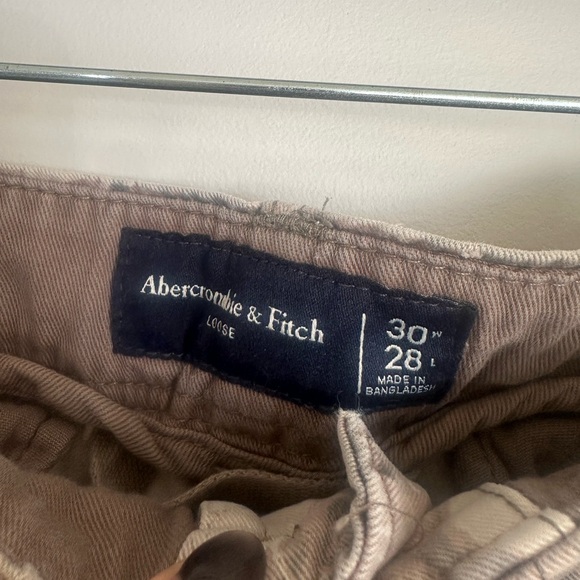 Abercrombie & Fitch
LOOSE
30 W
28 L
MADE IN
BANGLADESH